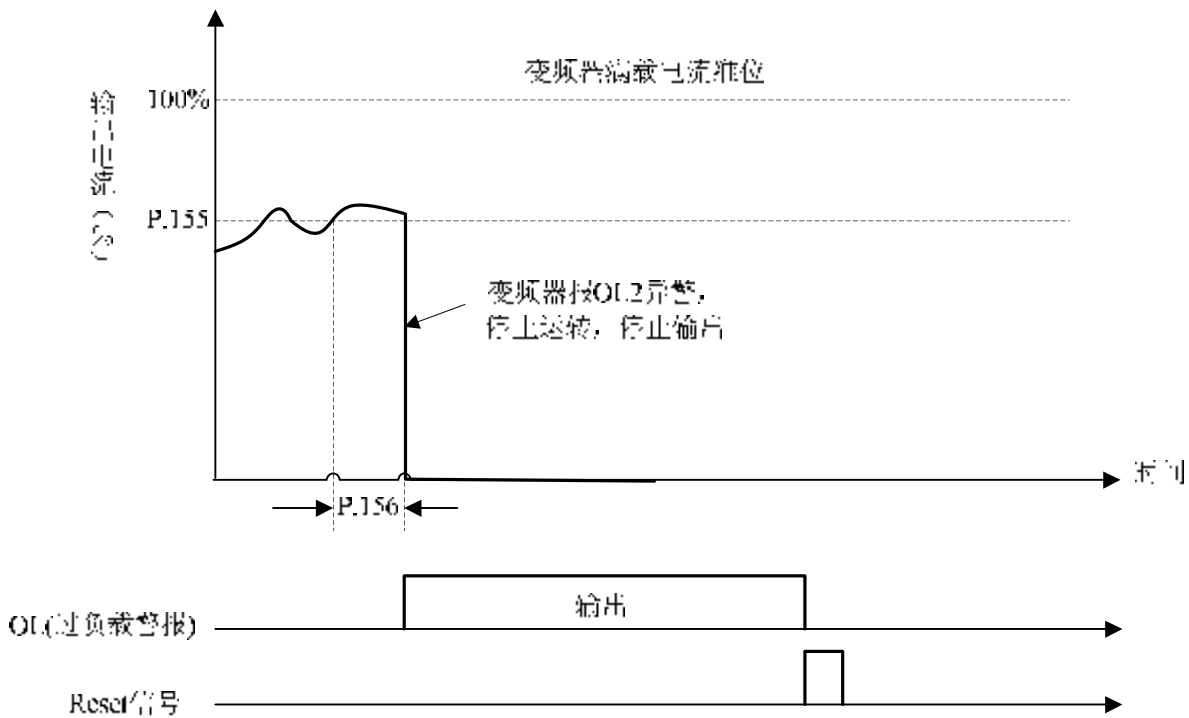 变频器满载电流准位
100%
输出电流(%)
P.155
变频器报OL2异警,
停止运转, 停止输出
时间
P.156
输出
OL(过负载警报)
Reset信号